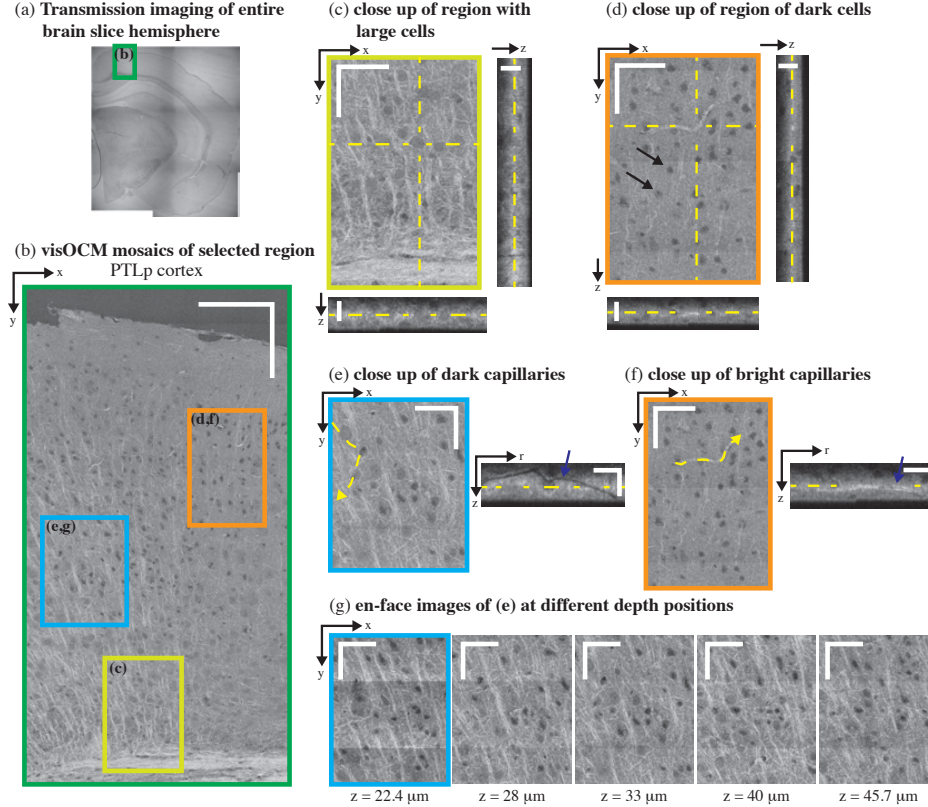 (a) Transmission imaging of entire
brain slice hemisphere
(b)
(b) visOCM mosaics of selected region
x
PTLp cortex
y
(d,f)
(e,g)
(c)
(c) close up of region with
large cells
x
z
y
z
(d) close up of region of dark cells
x
z
y
z
(e) close up of dark capillaries
x
y
r
z
(f) close up of bright capillaries
x
y
r
z
(g) en-face images of (e) at different depth positions
x
y
z = 22.4 µm
z = 28 µm
z = 33 µm
z = 40 µm
z = 45.7 µm